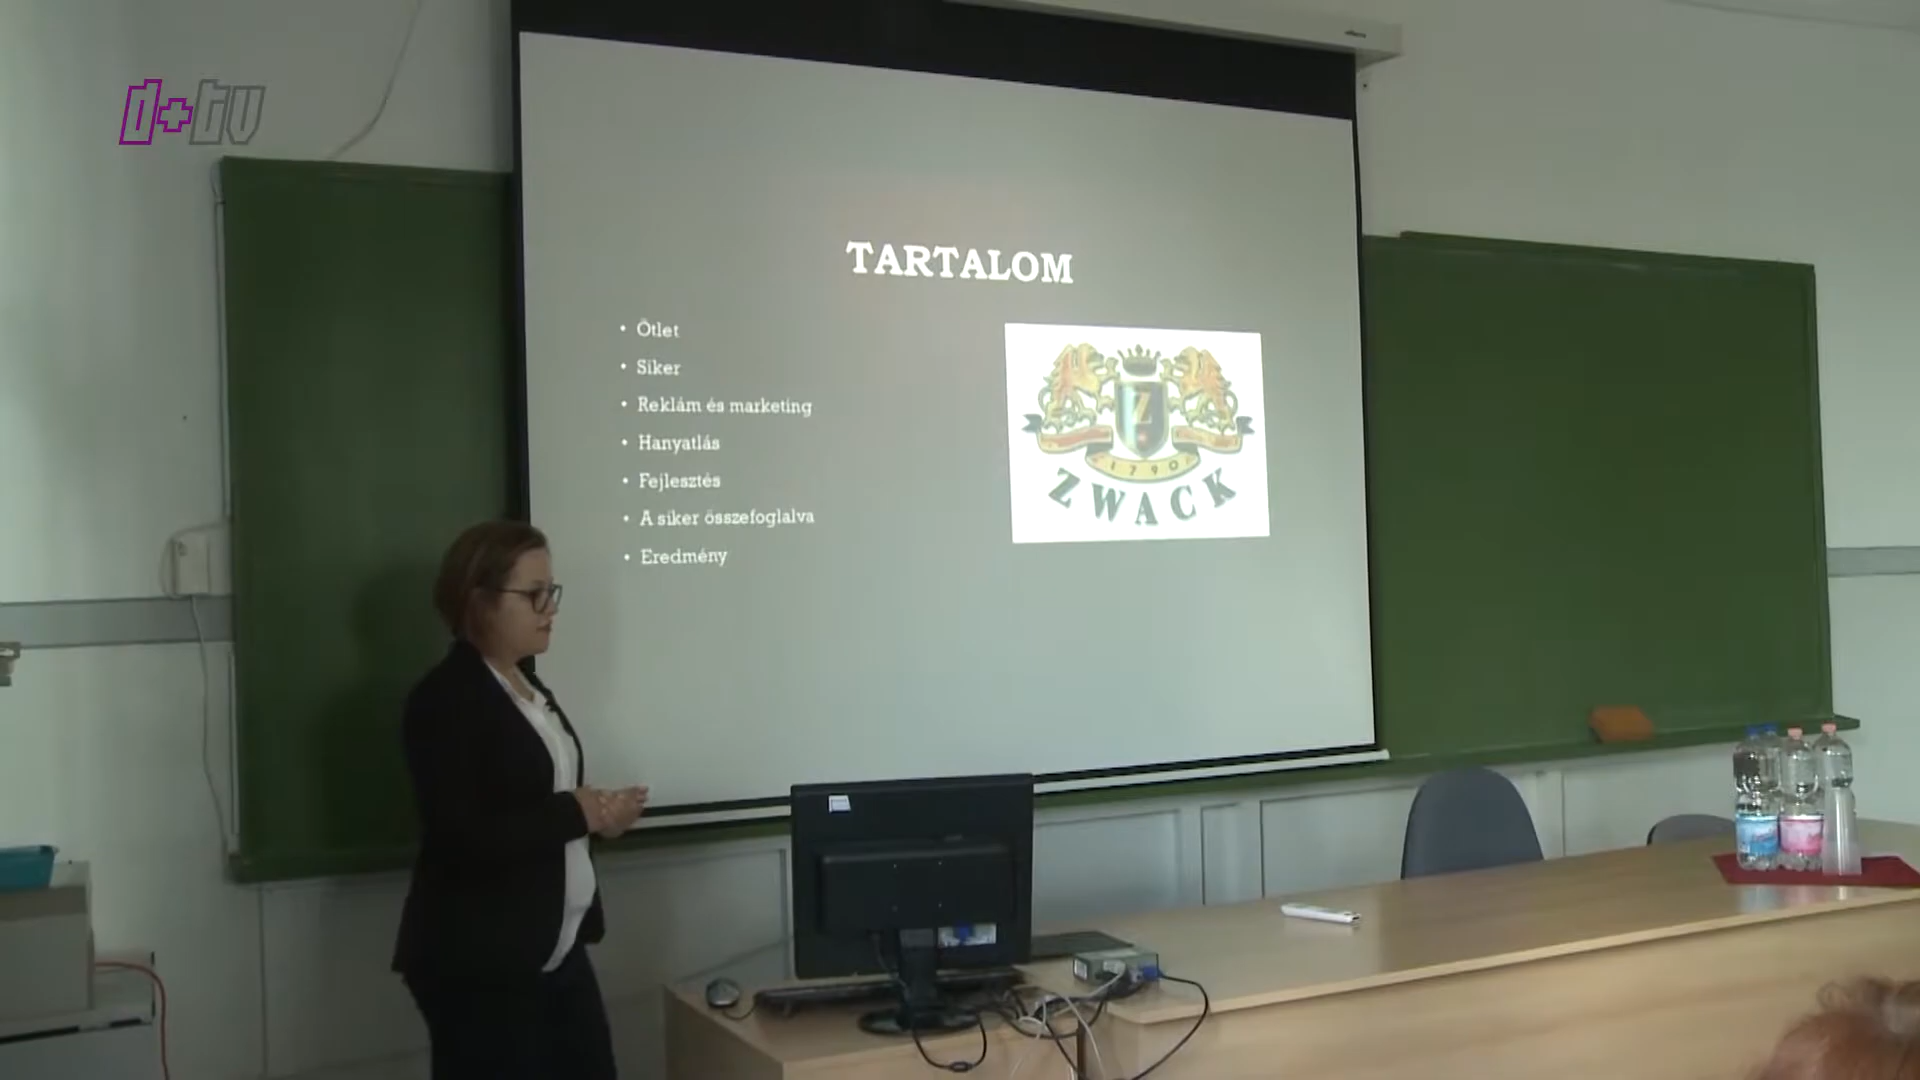 d+tv
TARTALOM
• Ötlet
• Siker
• Reklám és marketing
• Hanyatlás
• Fejlesztés
• A siker összefoglalva
• Eredmény
Z
1790
ZWACK